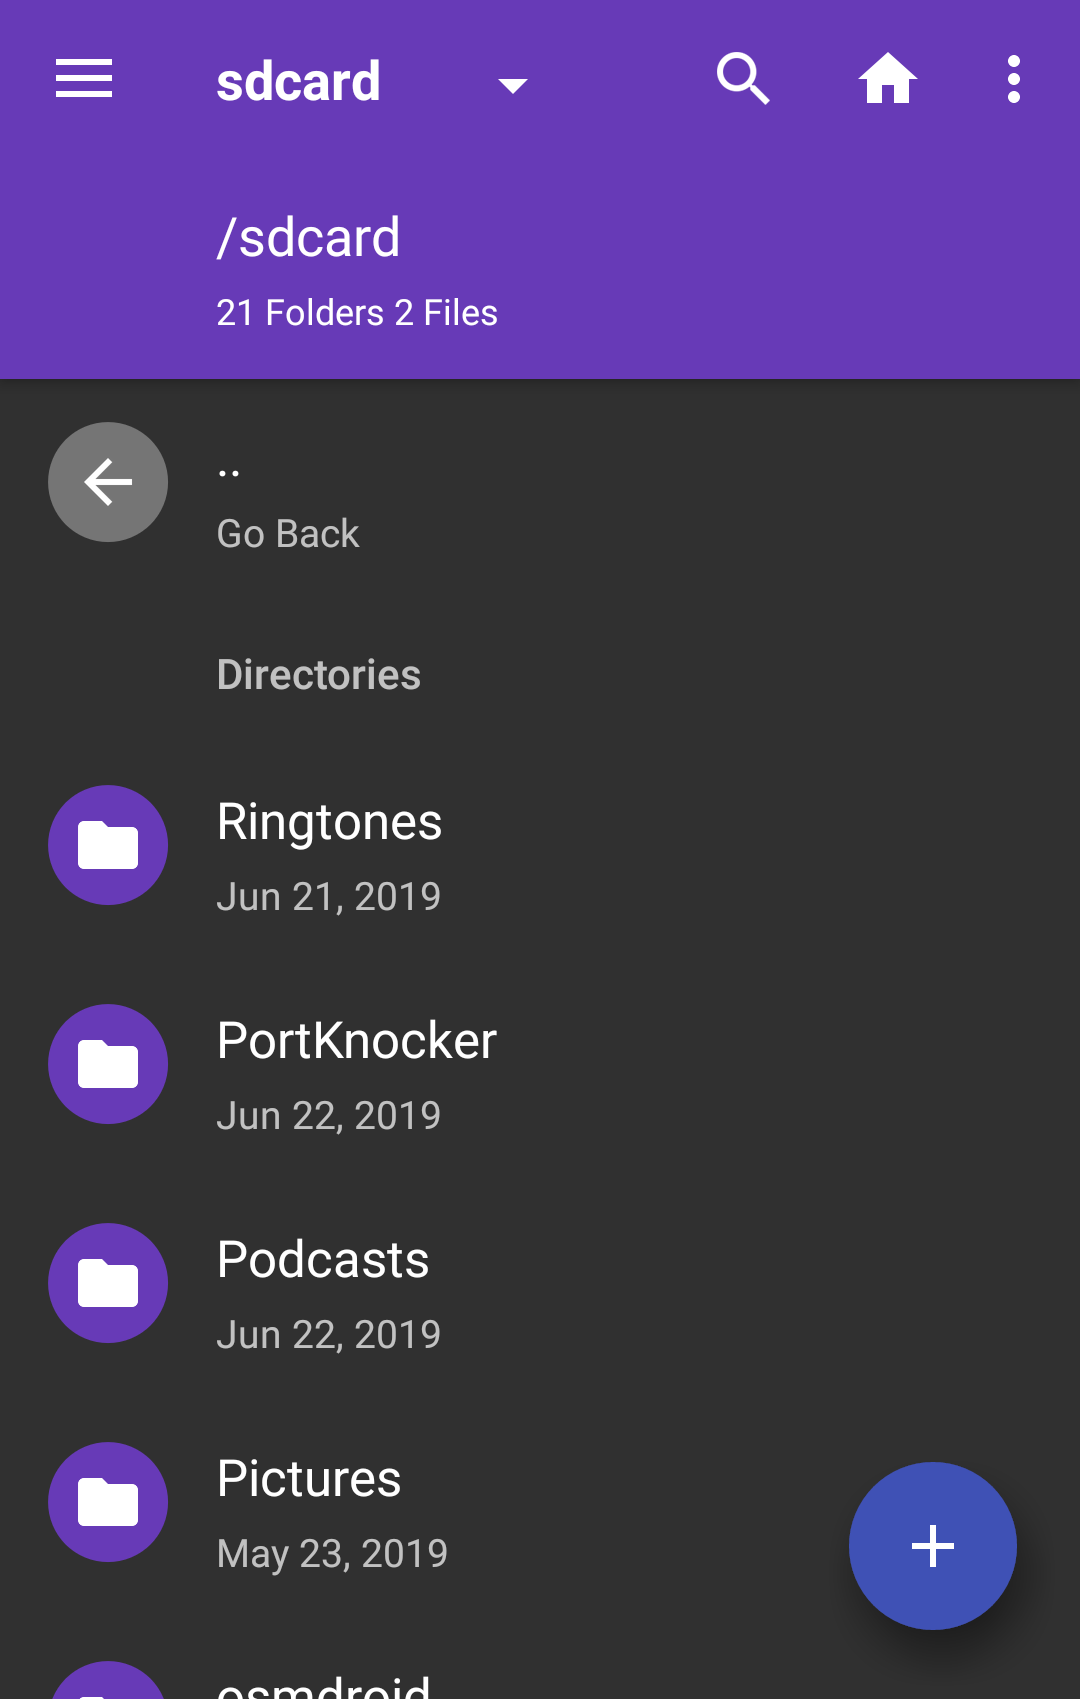 sdcard
/sdcard
21 Folders 2 Files
..
Go Back
Directories
Ringtones
Jun 21, 2019
PortKnocker
Jun 22, 2019
Podcasts
Jun 22, 2019
Pictures
May 23, 2019
osmdroid